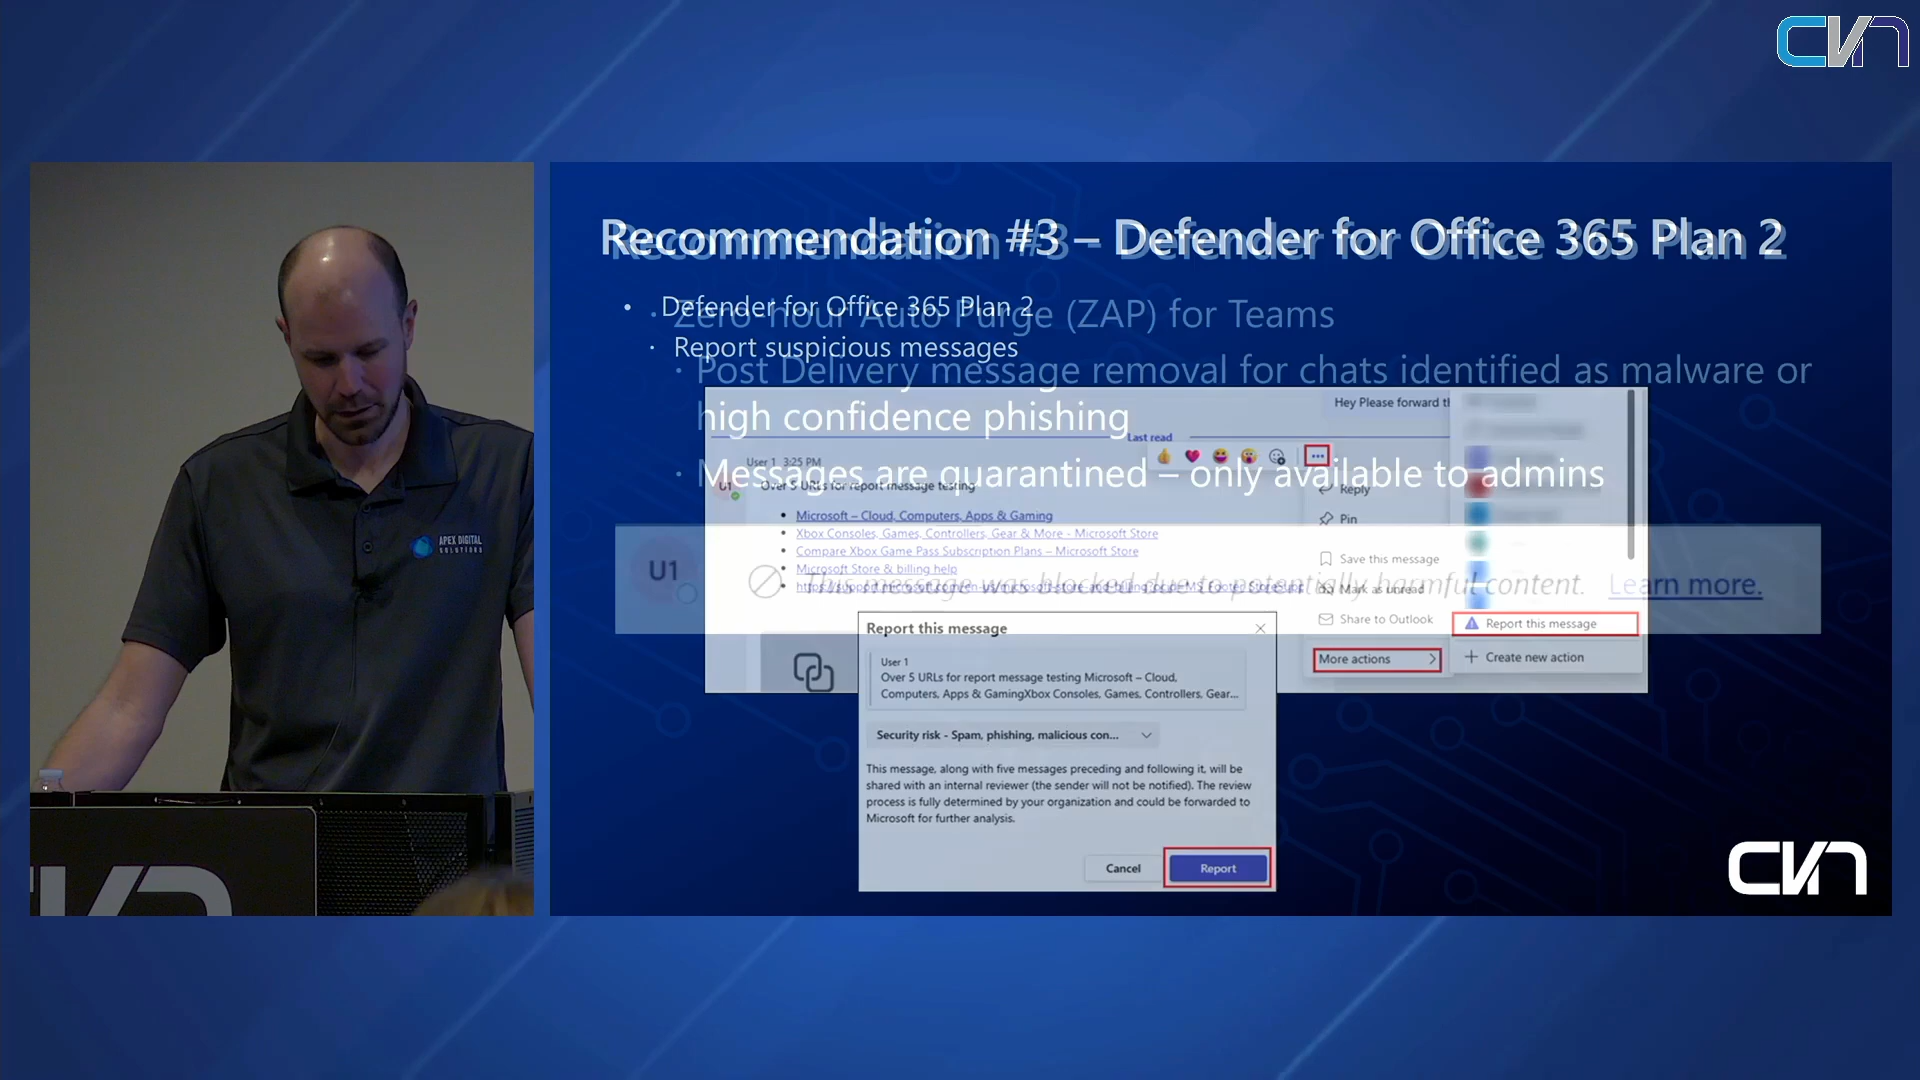 CVN
Recommendation #3 – Defender for Office 365 Plan 2
• Defender for Office 365 Plan 2
· Report suspicious messages
· Zero-hour Auto Purge (ZAP) for Teams
· Post Delivery message removal for chats identified as malware or
high confidence phishing
· Messages are quarantined – only available to admins
Hey Please forward th
Last read
User 1 3:25 PM
U1
Over 5 URLs for report message testing
• Microsoft – Cloud, Computers, Apps & Gaming
• Xbox Consoles, Games, Controllers, Gear & More - Microsoft Store
• Compare Xbox Game Pass Subscription Plans – Microsoft Store
• Microsoft Store & billing help
Reply
Pin
Save this message
Mark as unread
Share to Outlook
More actions
Report this message
Create new action
U1
This message was blocked due to potentially harmful content. Learn more.
Report this message
User 1
Over 5 URLs for report message testing Microsoft – Cloud,
Computers, Apps & GamingXbox Consoles, Games, Controllers, Gear...
Security risk - Spam, phishing, malicious con...
This message, along with five messages preceding and following it, will be
shared with an internal reviewer (the sender will not be notified). The review
process is fully determined by your organization and could be forwarded to
Microsoft for further analysis.
Cancel
Report
APEX DIGITAL
SOLUTIONS
CVN